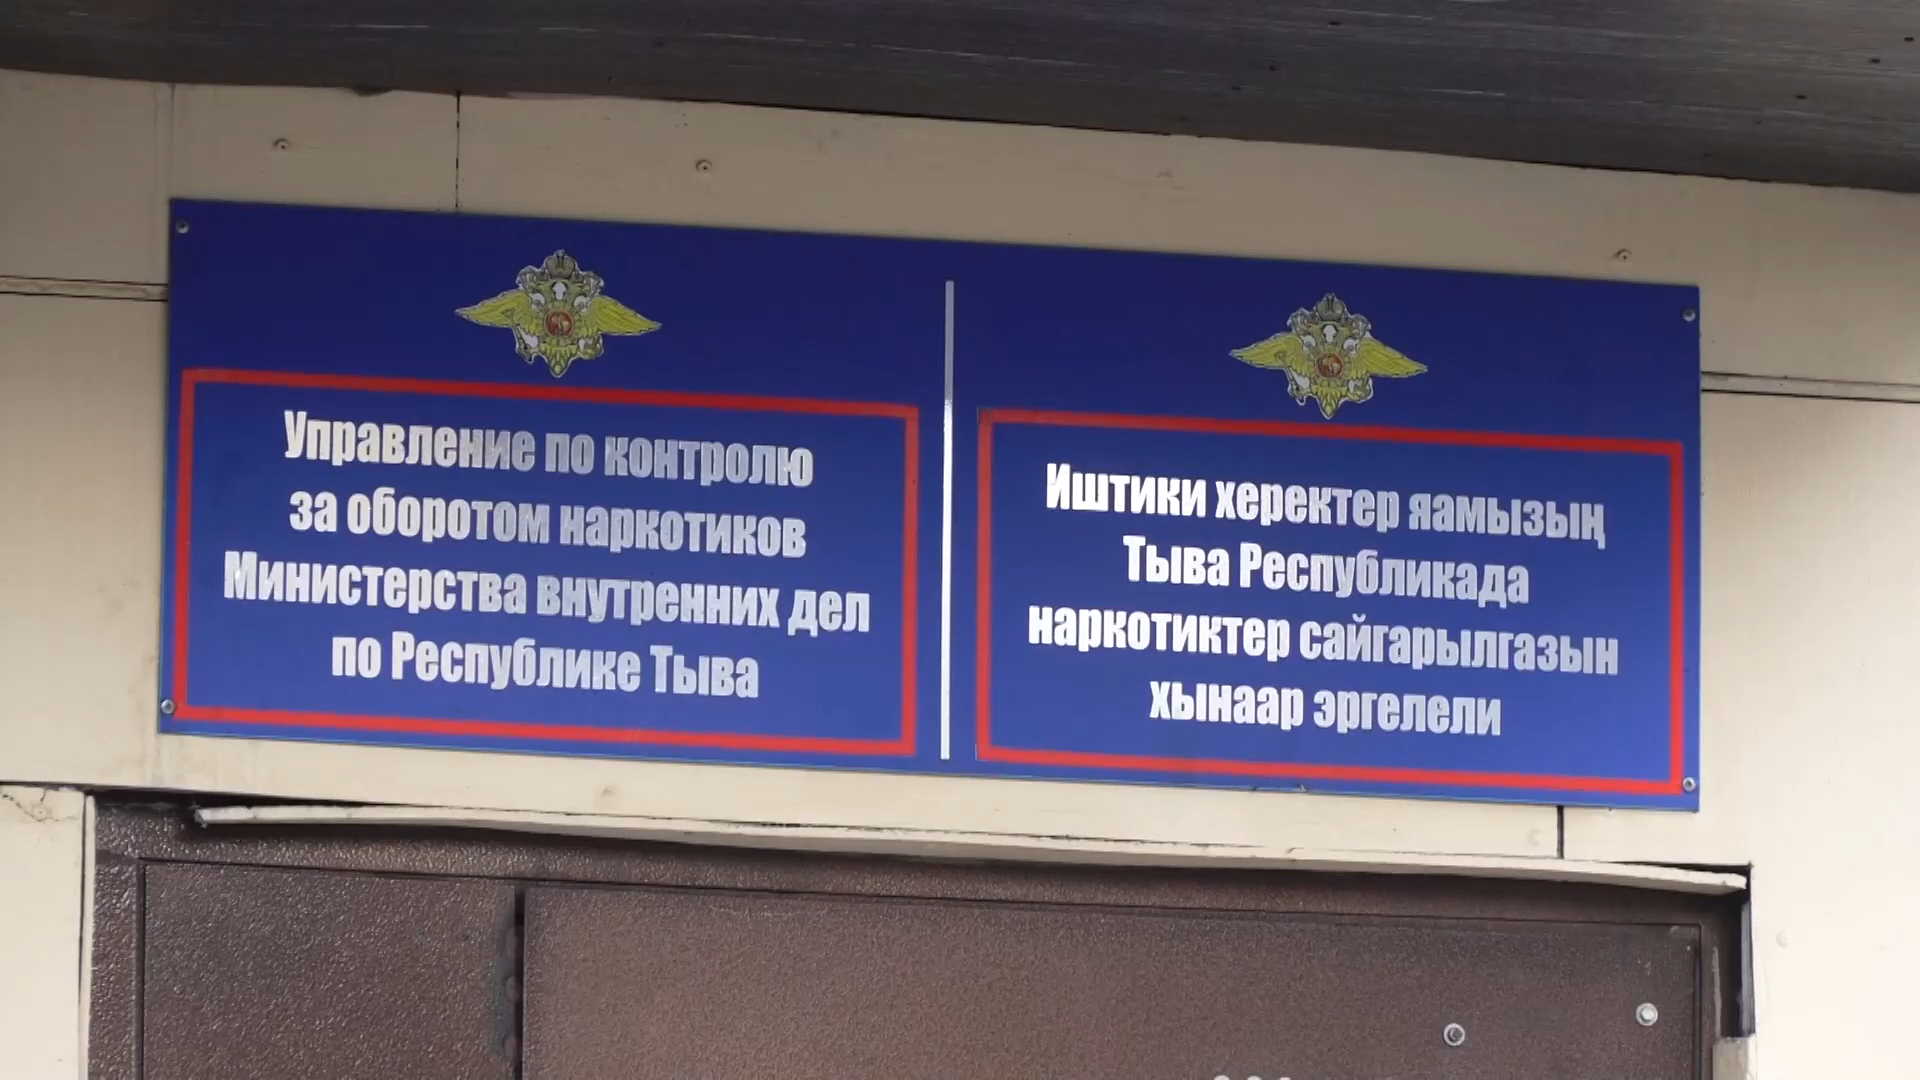 Управление по контролю
за оборотом наркотиков
Министерства внутренних дел
по Республике Тыва
Иштики херектер яамызың
Тыва Республикада
наркотиктер сайгарылгазын
хынаар эргелели